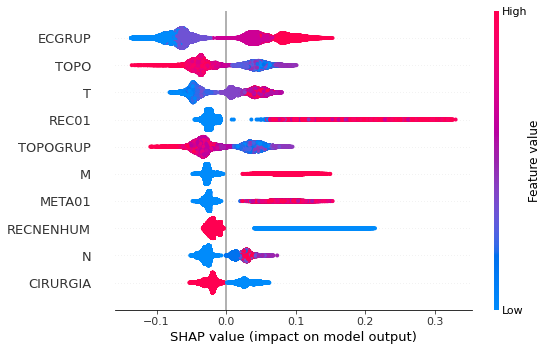 High
ECGRUP
TOPO
T
REC01
TOPOGRUP
M
META01
RECNENHUM
N
CIRURGIA
Low
Feature value
−0.1 0.0 0.1 0.2 0.3
SHAP value (impact on model output)